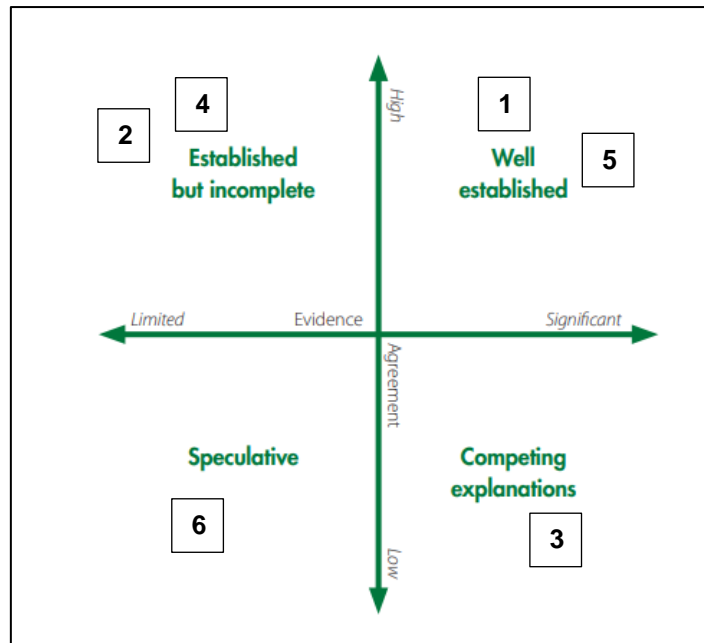 4
1
2
High
5
Established
but incomplete
Well
established
Limited
Evidence
Significant
Agreement
Speculative
Competing
explanations
6
3
Low